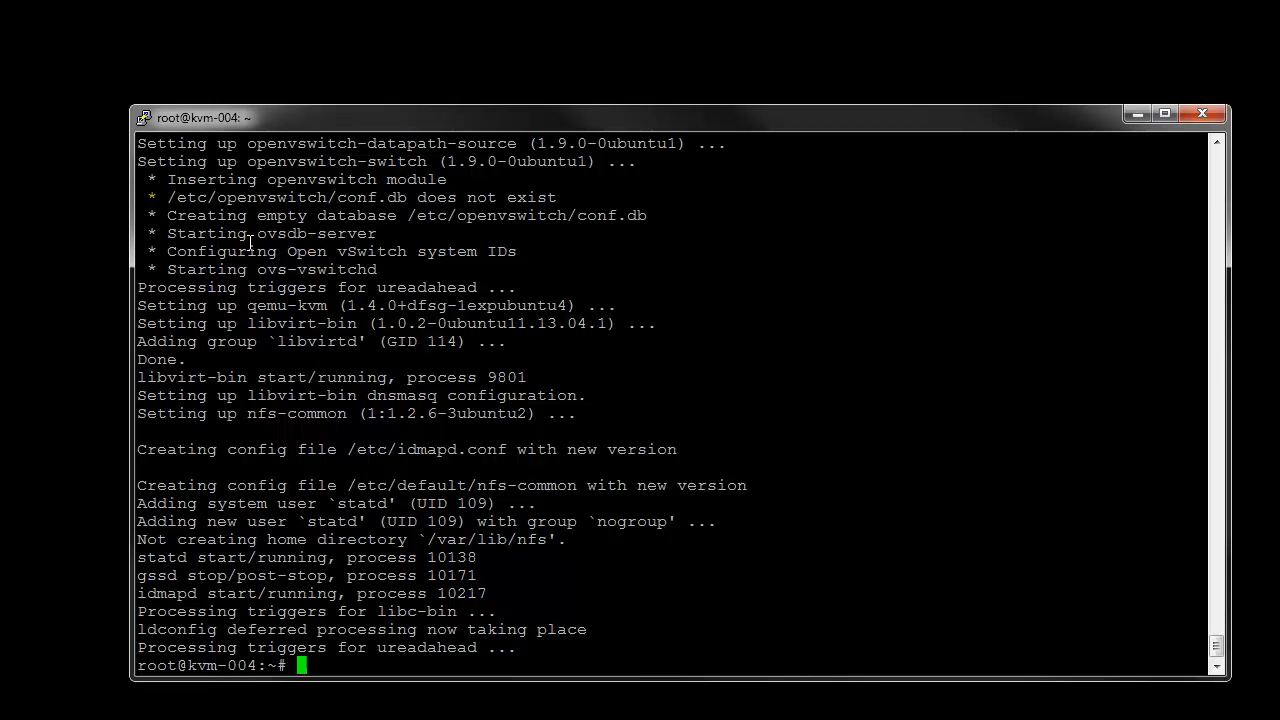 root@kvm-004: ~
Setting up openvswitch-datapath-source (1.9.0-0ubuntu1) ...
Setting up openvswitch-switch (1.9.0-0ubuntu1) ...
* Inserting openvswitch module
* /etc/openvswitch/conf.db does not exist
* Creating empty database /etc/openvswitch/conf.db
* Starting ovsdb-server
* Configuring Open vSwitch system IDs
* Starting ovs-vswitchd
Processing triggers for ureadahead ...
Setting up qemu-kvm (1.4.0+dfsg-1expubuntu4) ...
Setting up libvirt-bin (1.0.2-0ubuntu11.13.04.1) ...
Adding group `libvirtd' (GID 114) ...
Done.
libvirt-bin start/running, process 9801
Setting up libvirt-bin dnsmasq configuration.
Setting up nfs-common (1:1.2.6-3ubuntu2) ...
Creating config file /etc/idmapd.conf with new version
Creating config file /etc/default/nfs-common with new version
Adding system user `statd' (UID 109) ...
Adding new user `statd' (UID 109) with group `nogroup' ...
Not creating home directory `/var/lib/nfs'.
statd start/running, process 10138
gssd stop/post-stop, process 10171
idmapd start/running, process 10217
Processing triggers for libc-bin ...
ldconfig deferred processing now taking place
Processing triggers for ureadahead ...
root@kvm-004:~#